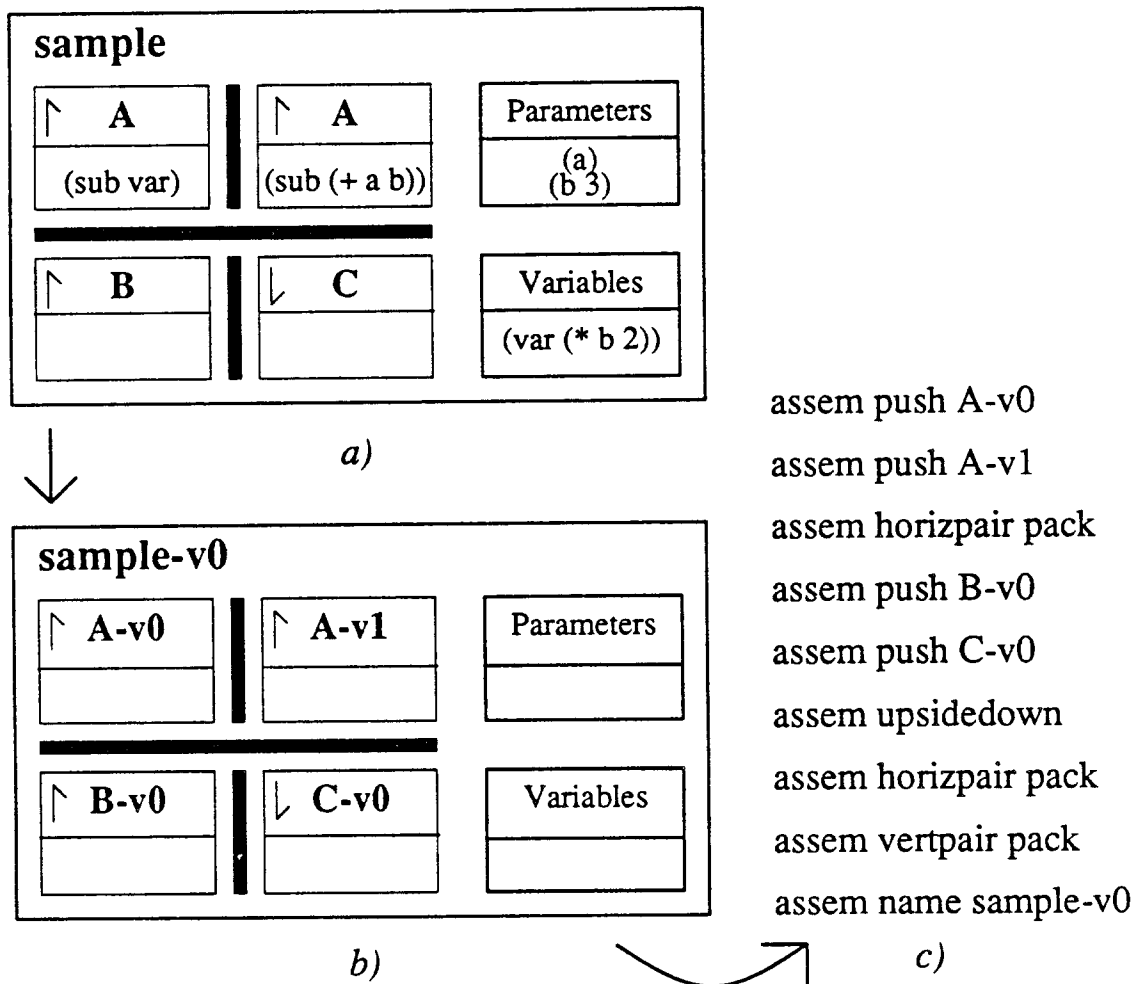 sample
A
A
Parameters
(sub var)
(sub (+ a b))
(a)
(b 3)
B
C
Variables
(var (* b 2))
a)
sample-v0
A-v0
A-v1
Parameters
B-v0
C-v0
Variables
b)
assem push A-v0
assem push A-v1
assem horizpair pack
assem push B-v0
assem push C-v0
assem upsidedown
assem horizpair pack
assem vertpair pack
assem name sample-v0
c)